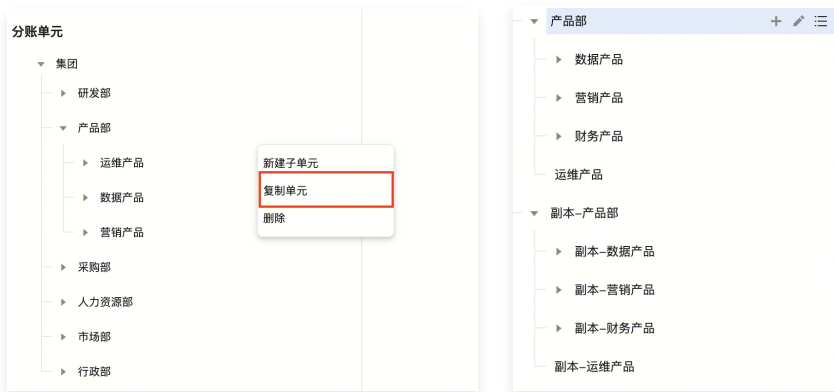 分账单元
集团
研发部
产品部
运维产品
数据产品
营销产品
采购部
人力资源部
市场部
行政部
新建子单元
复制单元
删除
产品部
数据产品
营销产品
财务产品
运维产品
副本-产品部
副本-数据产品
副本-营销产品
副本-财务产品
副本-运维产品